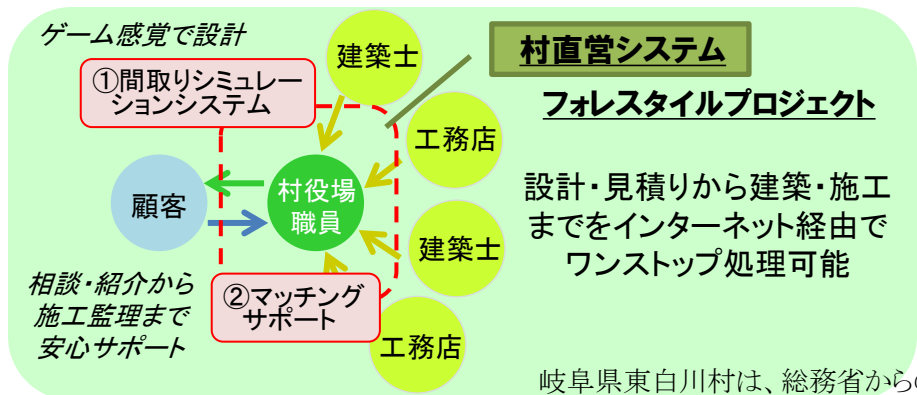 ゲーム感覚で設計
①間取りシミュレー
ションシステム
建築士
村直営システム
フォレスタイルプロジェクト
工務店
顧客
村役場
職員
設計・見積りから建築・施工
までをインターネット経由で
ワンストップ処理可能
建築士
相談・紹介から
施工監理まで
安心サポート
②マッチング
サポート
工務店
岐阜県東白川村は、総務省から